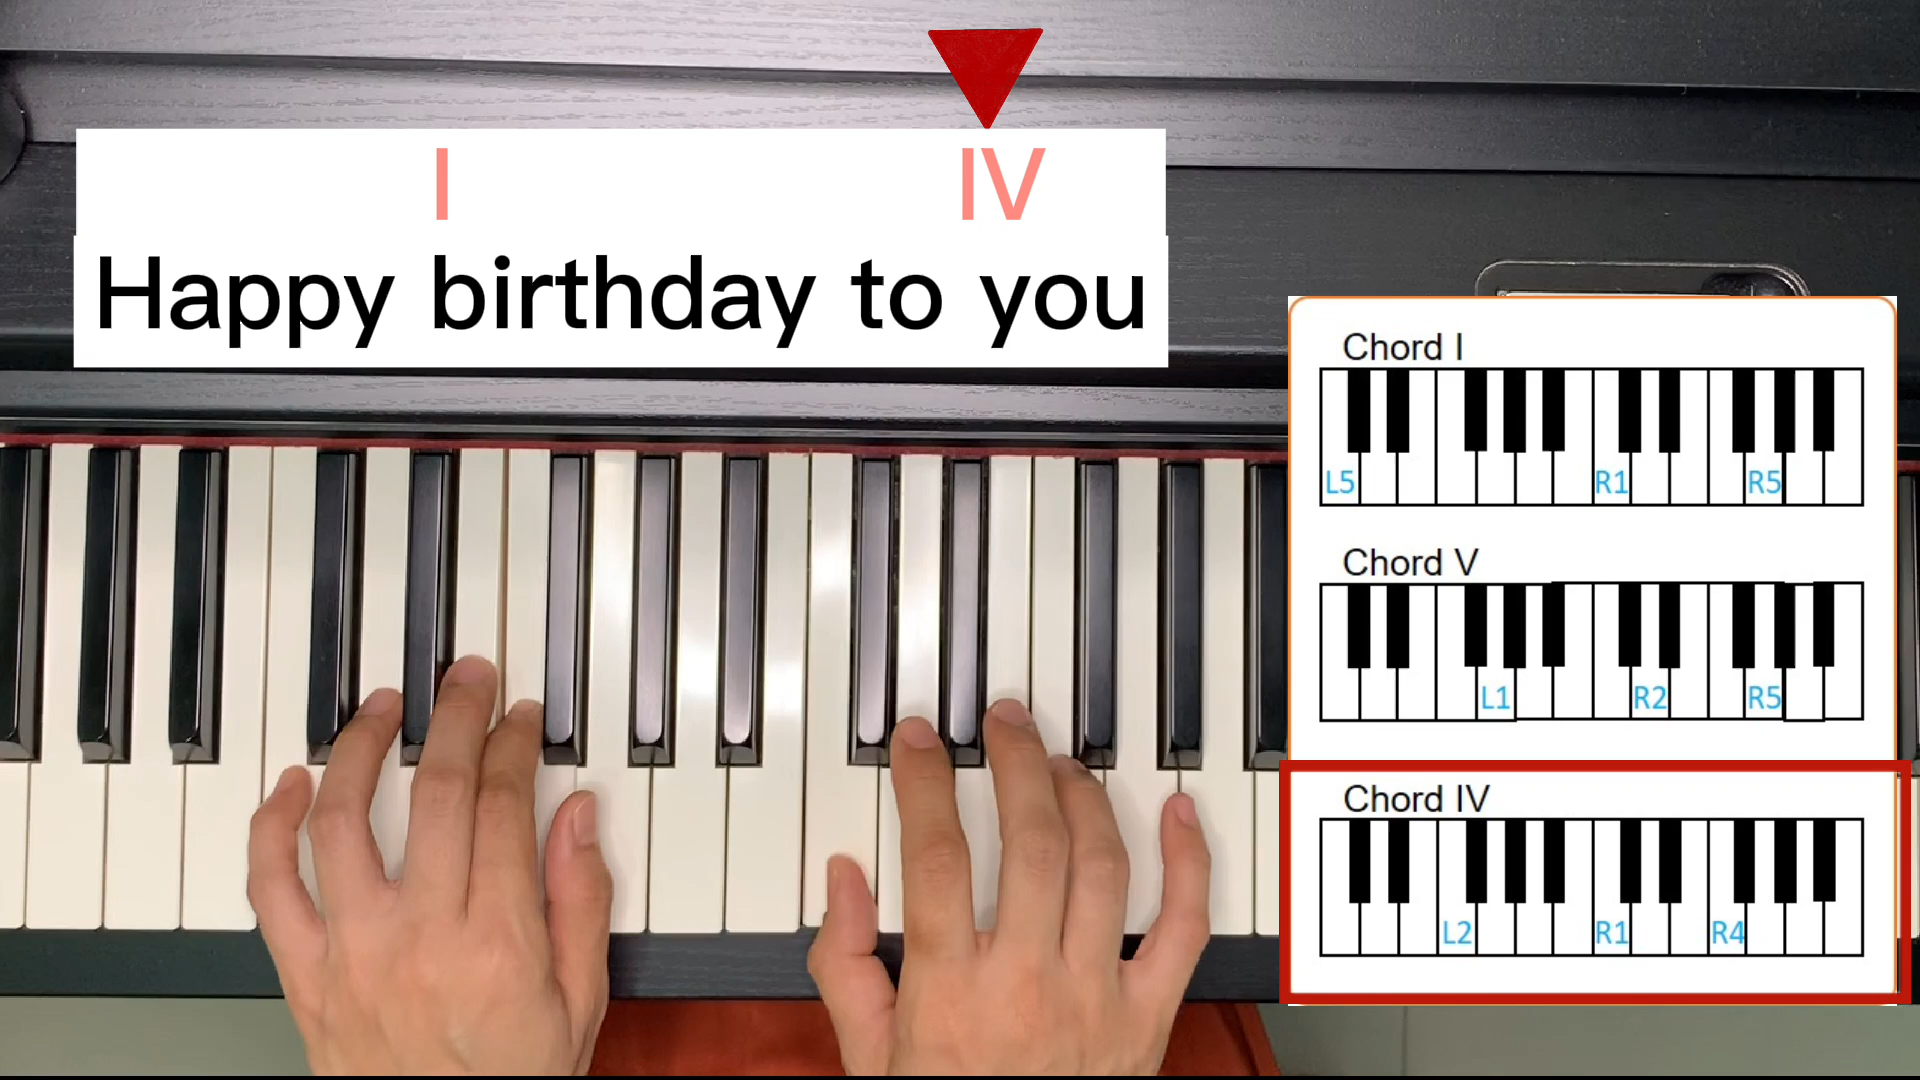 I IV
Happy birthday to you
Chord I
L5 R1 R5
Chord V
L1 R2 R5
Chord IV
L2 R1 R4